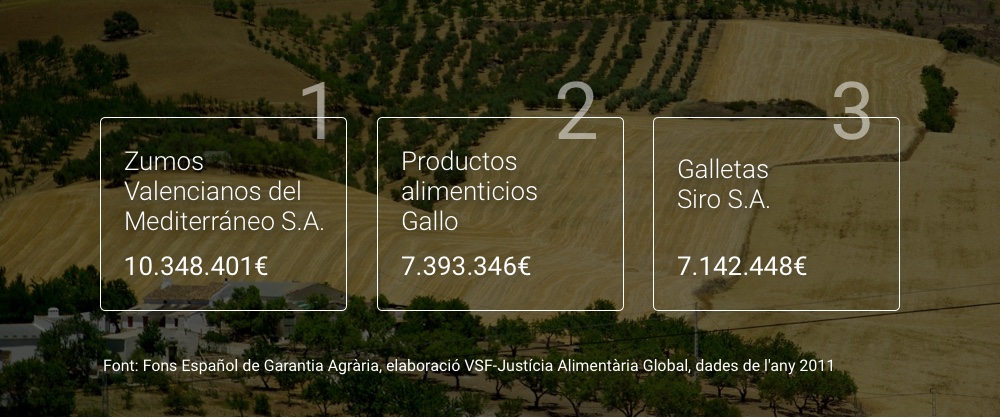 1
Zumos
Valencianos del
Mediterráneo S.A.
10.348.401€
2
Productos
alimenticios
Gallo
7.393.346€
3
Galletas
Siro S.A.
7.142.448€
Font: Fons Español de Garantia Agrària, elaboració VSF-Justícia Alimentària Global, dades de l'any 2011